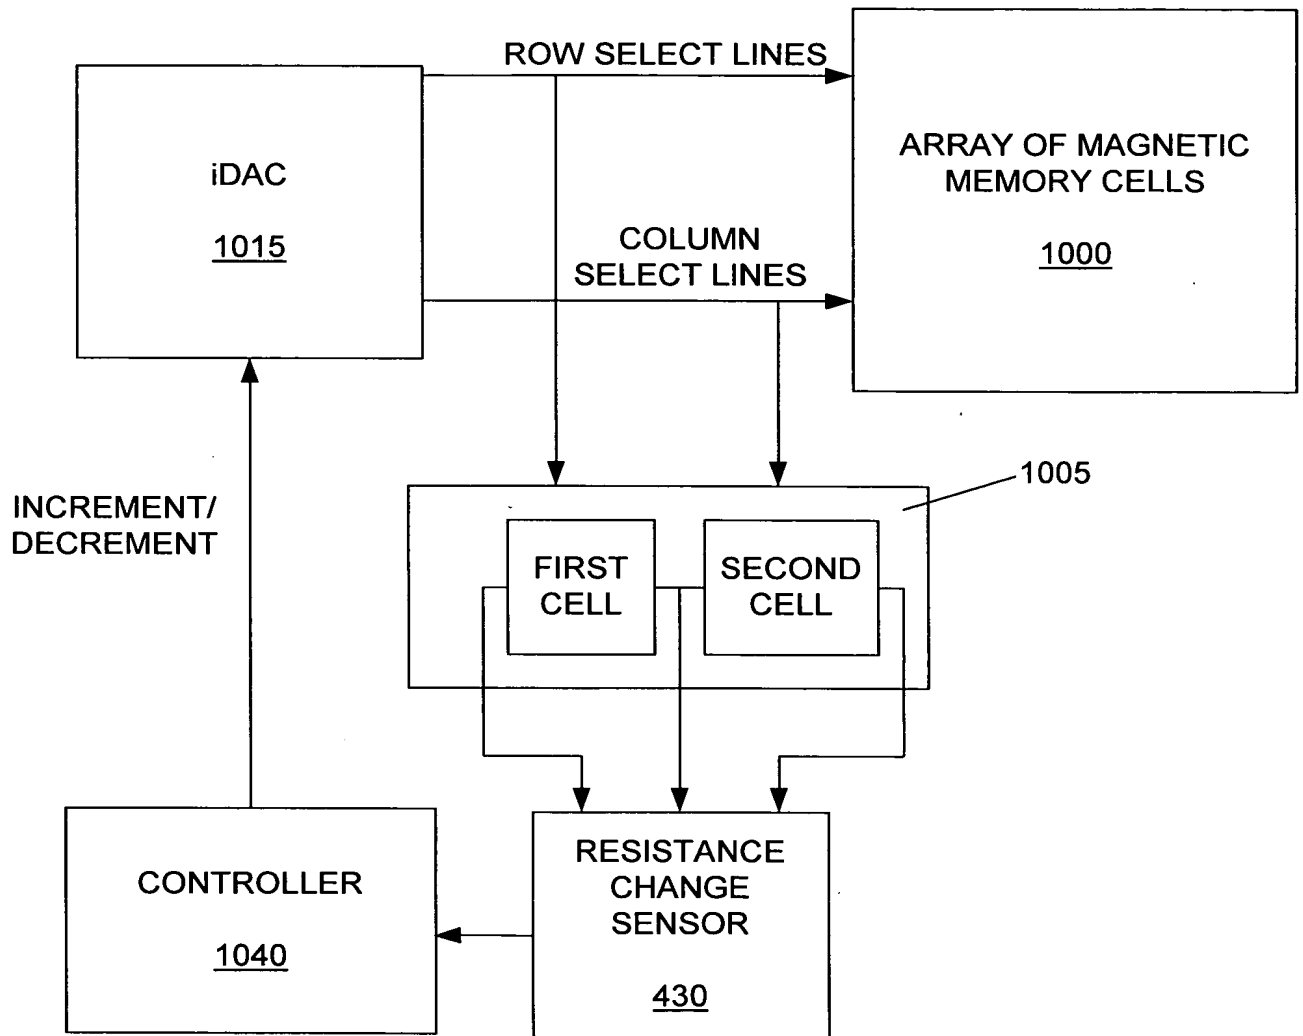 ROW SELECT LINES
iDAC
1015
ARRAY OF MAGNETIC
MEMORY CELLS
1000
COLUMN
SELECT LINES
1005
INCREMENT/
DECREMENT
FIRST
CELL
SECOND
CELL
CONTROLLER
1040
RESISTANCE
CHANGE
SENSOR
430